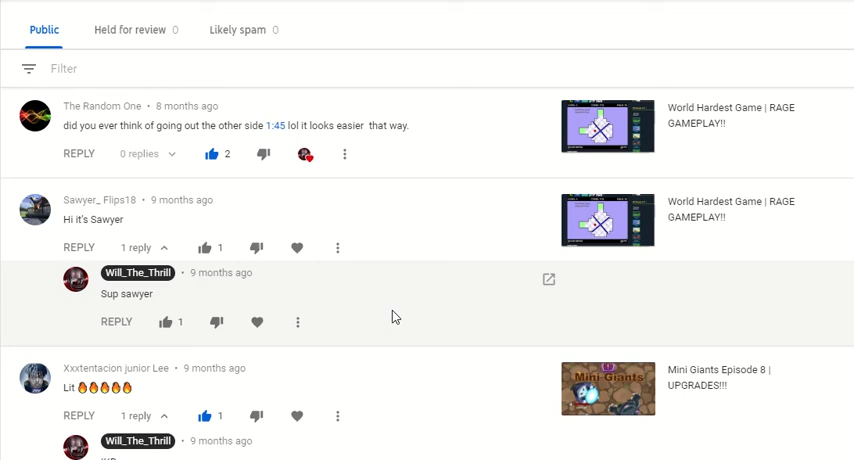 Public Held for review 0 Likely spam 0
Filter
The Random One • 8 months ago
did you ever think of going out the other side 1:45 lol it looks easier that way.
REPLY 0 replies 2
World Hardest Game | RAGE
GAMEPLAY!!
Sawyer_ Flips18 • 9 months ago
Hi it's Sawyer
REPLY 1 reply 1
World Hardest Game | RAGE
GAMEPLAY!!
Will_The_Thrill • 9 months ago
Sup sawyer
REPLY 1
Xxxtentacion junior Lee • 9 months ago
Lit 🔥🔥🔥🔥🔥
REPLY 1 reply 1
Mini Giants
Mini Giants Episode 8 |
UPGRADES!!!
Will_The_Thrill • 9 months ago